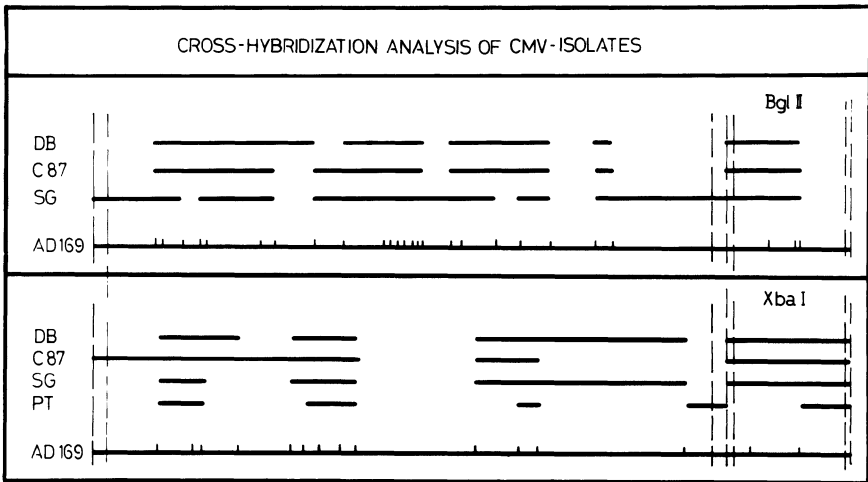 CROSS-HYBRIDIZATION ANALYSIS OF CMV-ISOLATES
Bgl II
DB
C 87
SG
AD 169
Xba I
DB
C 87
SG
PT
AD 169